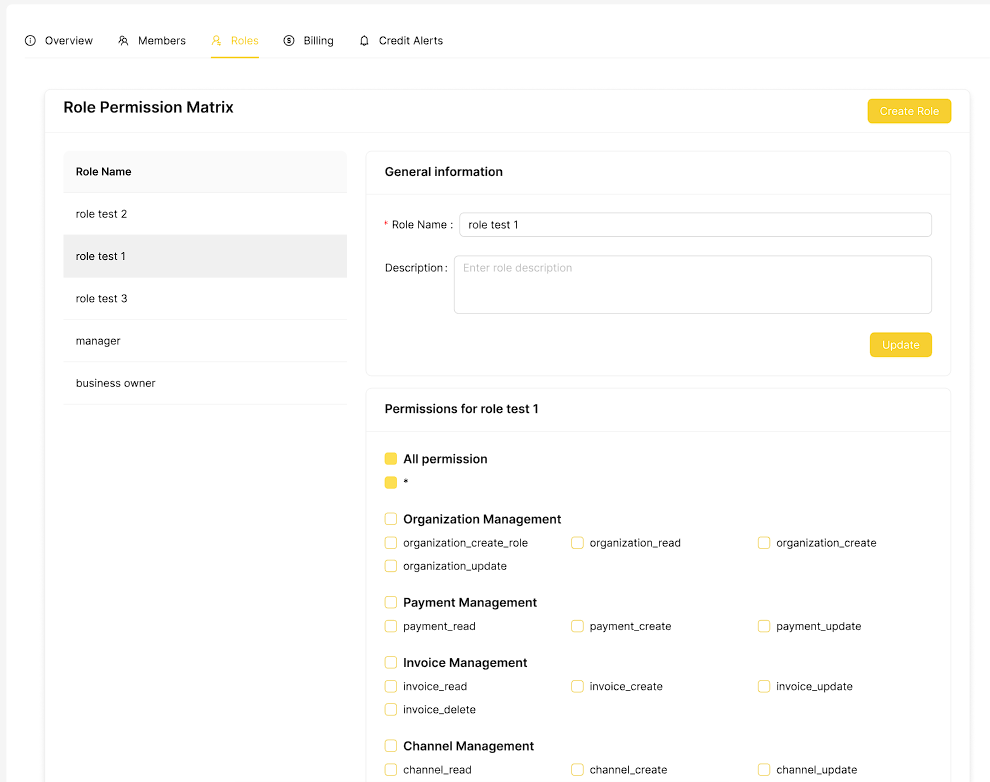 Overview Members Roles Billing Credit Alerts
Role Permission Matrix
Create Role
Role Name
role test 2
role test 1
role test 3
manager
business owner
General information
* Role Name : role test 1
Description : Enter role description
Update
Permissions for role test 1
All permission
*
Organization Management
organization_create_role organization_read organization_create
organization_update
Payment Management
payment_read payment_create payment_update
Invoice Management
invoice_read invoice_create invoice_update
invoice_delete
Channel Management
channel_read channel_create channel_update